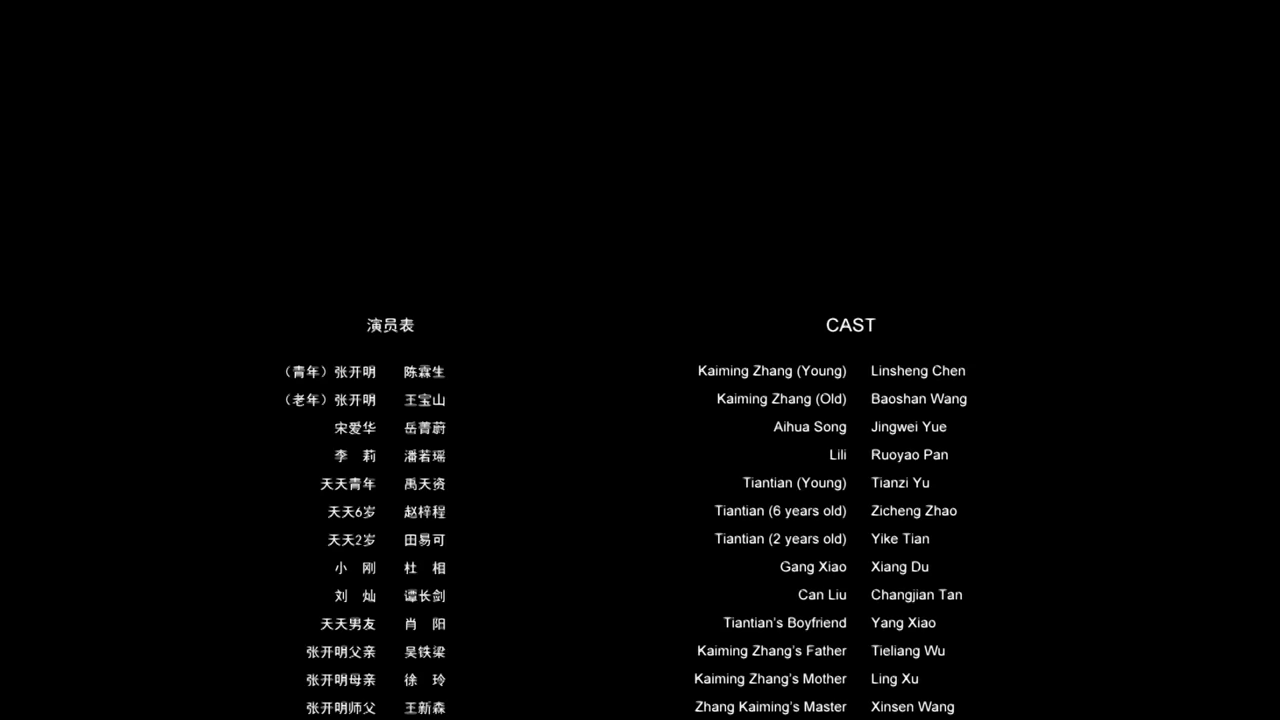 演员表
（青年）张开明 陈霖生
（老年）张开明 王宝山
宋爱华 岳菁蔚
李 莉 潘若瑶
天天青年 禹天资
天天6岁 赵梓程
天天2岁 田易可
小 刚 杜 相
刘 灿 谭长剑
天天男友 肖 阳
张开明父亲 吴铁梁
张开明母亲 徐 玲
张开明师父 王新森
CAST
Kaiming Zhang (Young) Linsheng Chen
Kaiming Zhang (Old) Baoshan Wang
Aihua Song Jingwei Yue
Lili Ruoyao Pan
Tiantian (Young) Tianzi Yu
Tiantian (6 years old) Zicheng Zhao
Tiantian (2 years old) Yike Tian
Gang Xiao Xiang Du
Can Liu Changjian Tan
Tiantian's Boyfriend Yang Xiao
Kaiming Zhang's Father Tieliang Wu
Kaiming Zhang's Mother Ling Xu
Zhang Kaiming's Master Xinsen Wang